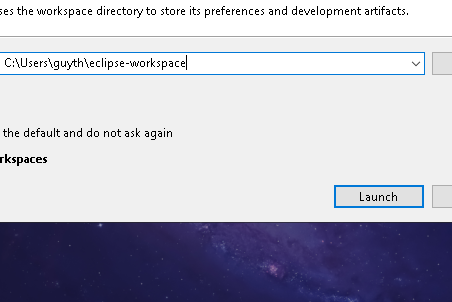 ses the workspace directory to store its preferences and development artifacts.
C:\Users\guyth\eclipse-workspace
the default and do not ask again
rkspaces
Launch